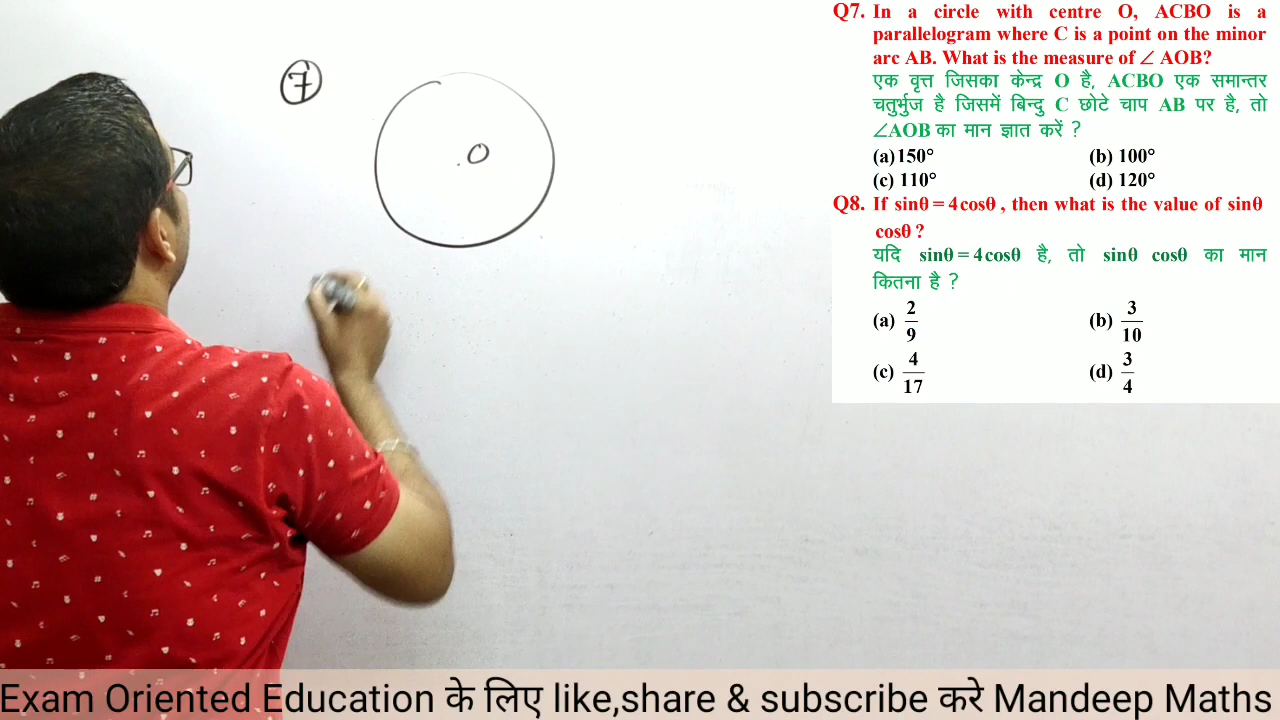 7
O
Q7. In a circle with centre O, ACBO is a
parallelogram where C is a point on the minor
arc AB. What is the measure of ∠ AOB?
एक वृत्त जिसका केन्द्र O है, ACBO एक समान्तर
चतुर्भुज है जिसमें बिन्दु C छोटे चाप AB पर है, तो
∠AOB का मान ज्ञात करें ?
(a)150° (b) 100°
(c) 110° (d) 120°
Q8. If sinθ = 4cosθ , then what is the value of sinθ
cosθ ?
यदि sinθ = 4cosθ है, तो sinθ cosθ का मान
कितना है ?
(a) 2/9 (b) 3/10
(c) 4/17 (d) 3/4
Exam Oriented Education के लिए like,share & subscribe करे Mandeep Maths